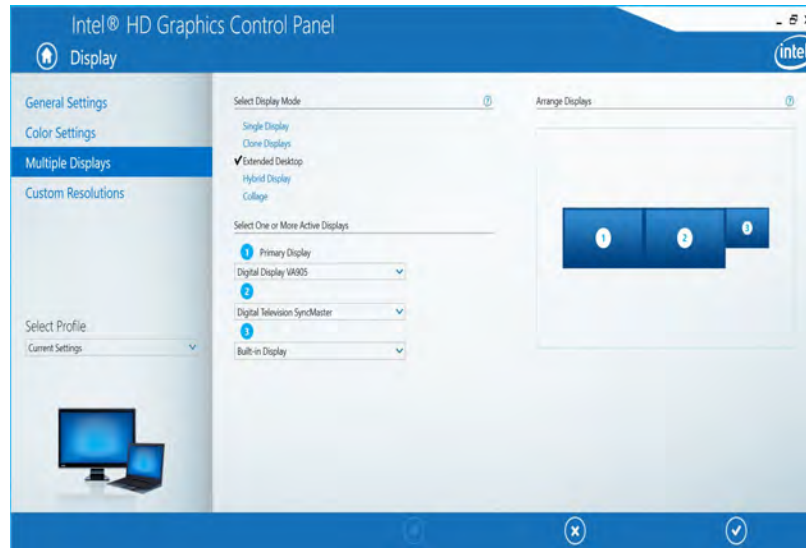 Intel® HD Graphics Control Panel
Display
General Settings
Color Settings
Multiple Displays
Custom Resolutions
Select Profile
Current Settings
Select Display Mode
Single Display
Clone Displays
Extended Desktop
Hybrid Display
Collage
Select One or More Active Displays
1 Primary Display
Digital Display VA905
2
Digital Television SyncMaster
3
Built-in Display
Arrange Displays
1 2 3